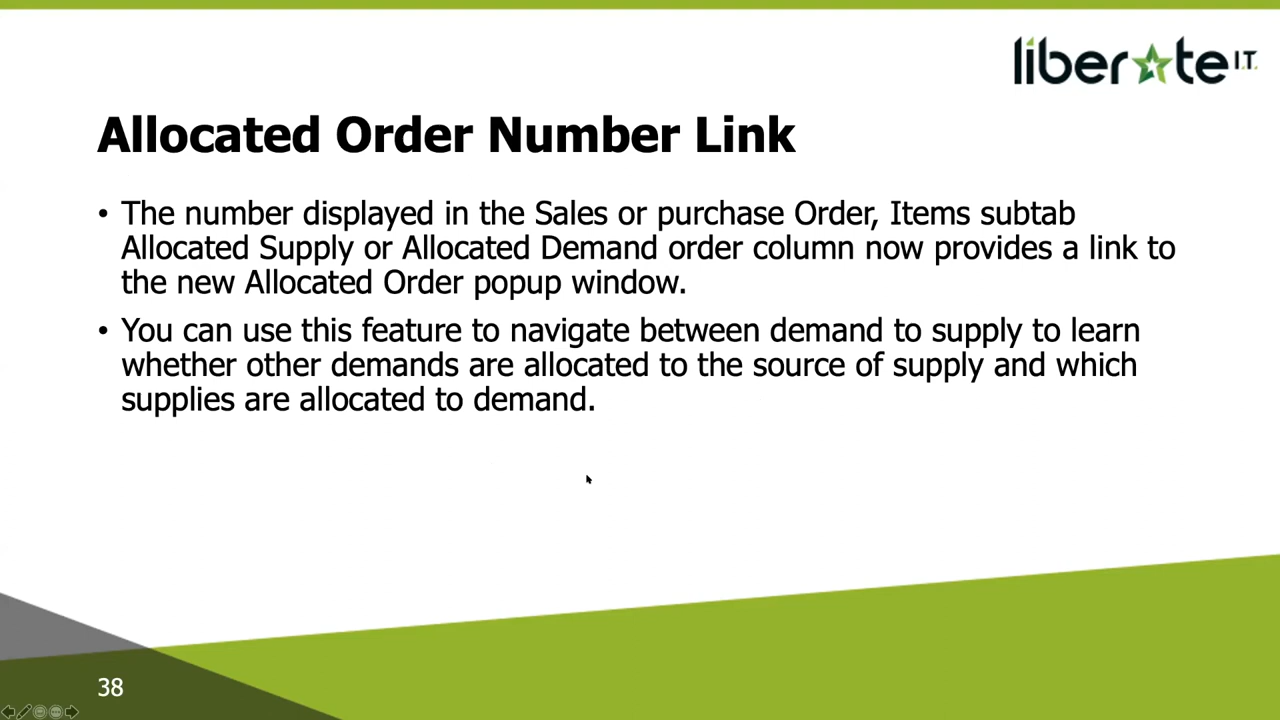 liberate I.T.
Allocated Order Number Link
• The number displayed in the Sales or purchase Order, Items subtab
Allocated Supply or Allocated Demand order column now provides a link to
the new Allocated Order popup window.
• You can use this feature to navigate between demand to supply to learn
whether other demands are allocated to the source of supply and which
supplies are allocated to demand.
38